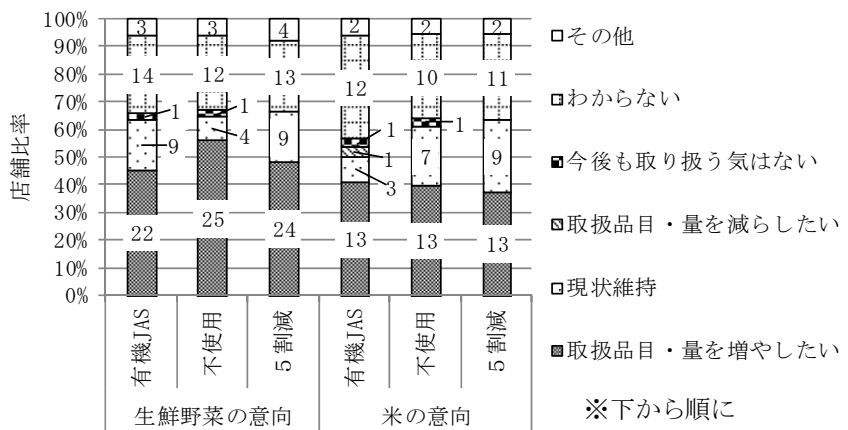 店舗比率
100%
90%
80%
70%
60%
50%
40%
30%
20%
10%
0%
3
3
4
2
2
2
14
12
13
12
10
11
1
1
1
1
9
4
9
1
3
7
9
22
25
24
13
13
13
有機JAS
不使用
５割減
有機JAS
不使用
５割減
生鮮野菜の意向
米の意向
その他
わからない
今後も取り扱う気はない
取扱品目・量を減らしたい
現状維持
取扱品目・量を増やしたい
※下から順に